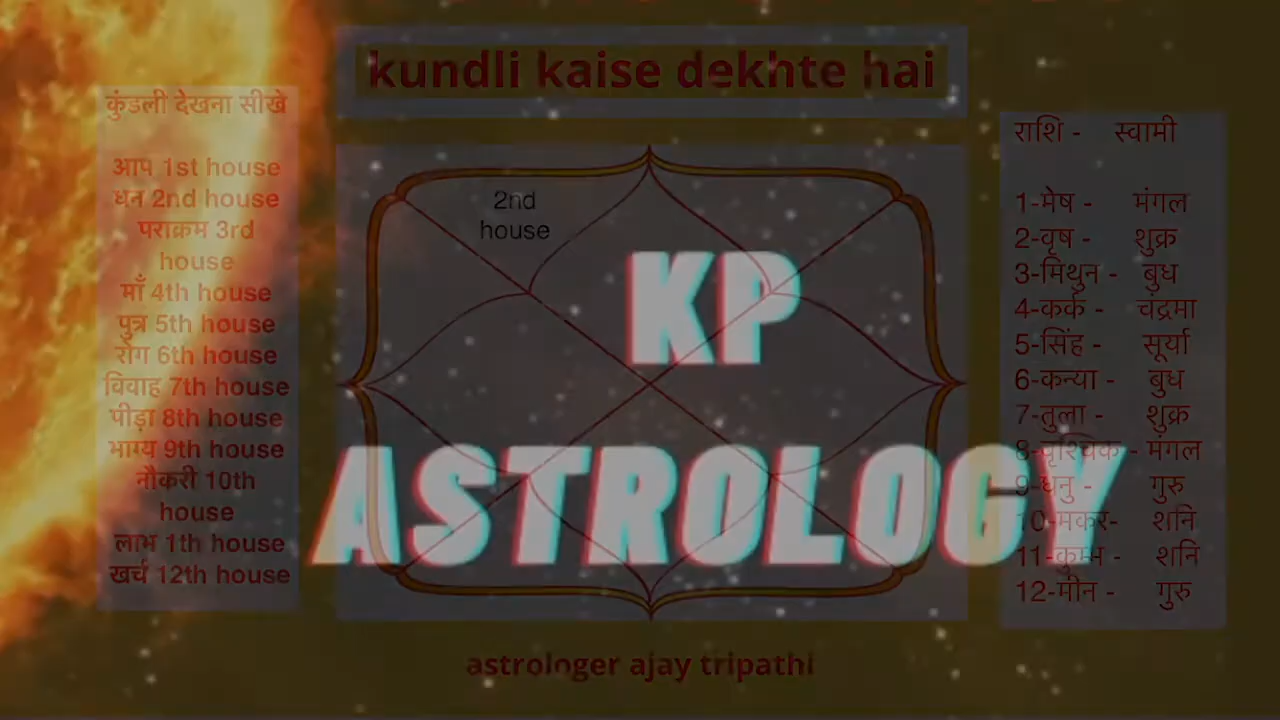 kundli kaise dekhte hai
कुंडली देखना सीखे
आप 1st house
धन 2nd house
पराक्रम 3rd
house
माँ 4th house
पुत्र 5th house
रोग 6th house
विवाह 7th house
पीड़ा 8th house
भाग्य 9th house
नौकरी 10th
house
लाभ 1th house
खर्च 12th house
2nd
house
KP
ASTROLOGY
राशि - स्वामी
1-मेष - मंगल
2-वृष - शुक्र
3-मिथुन - बुध
4-कर्क - चंद्रमा
5-सिंह - सूर्या
6-कन्या - बुध
7-तुला - शुक्र
8-वृश्चिक - मंगल
9-धनु - गुरु
10-मकर- शनि
11-कुम्भ - शनि
12-मीन - गुरु
astrologer ajay tripathi